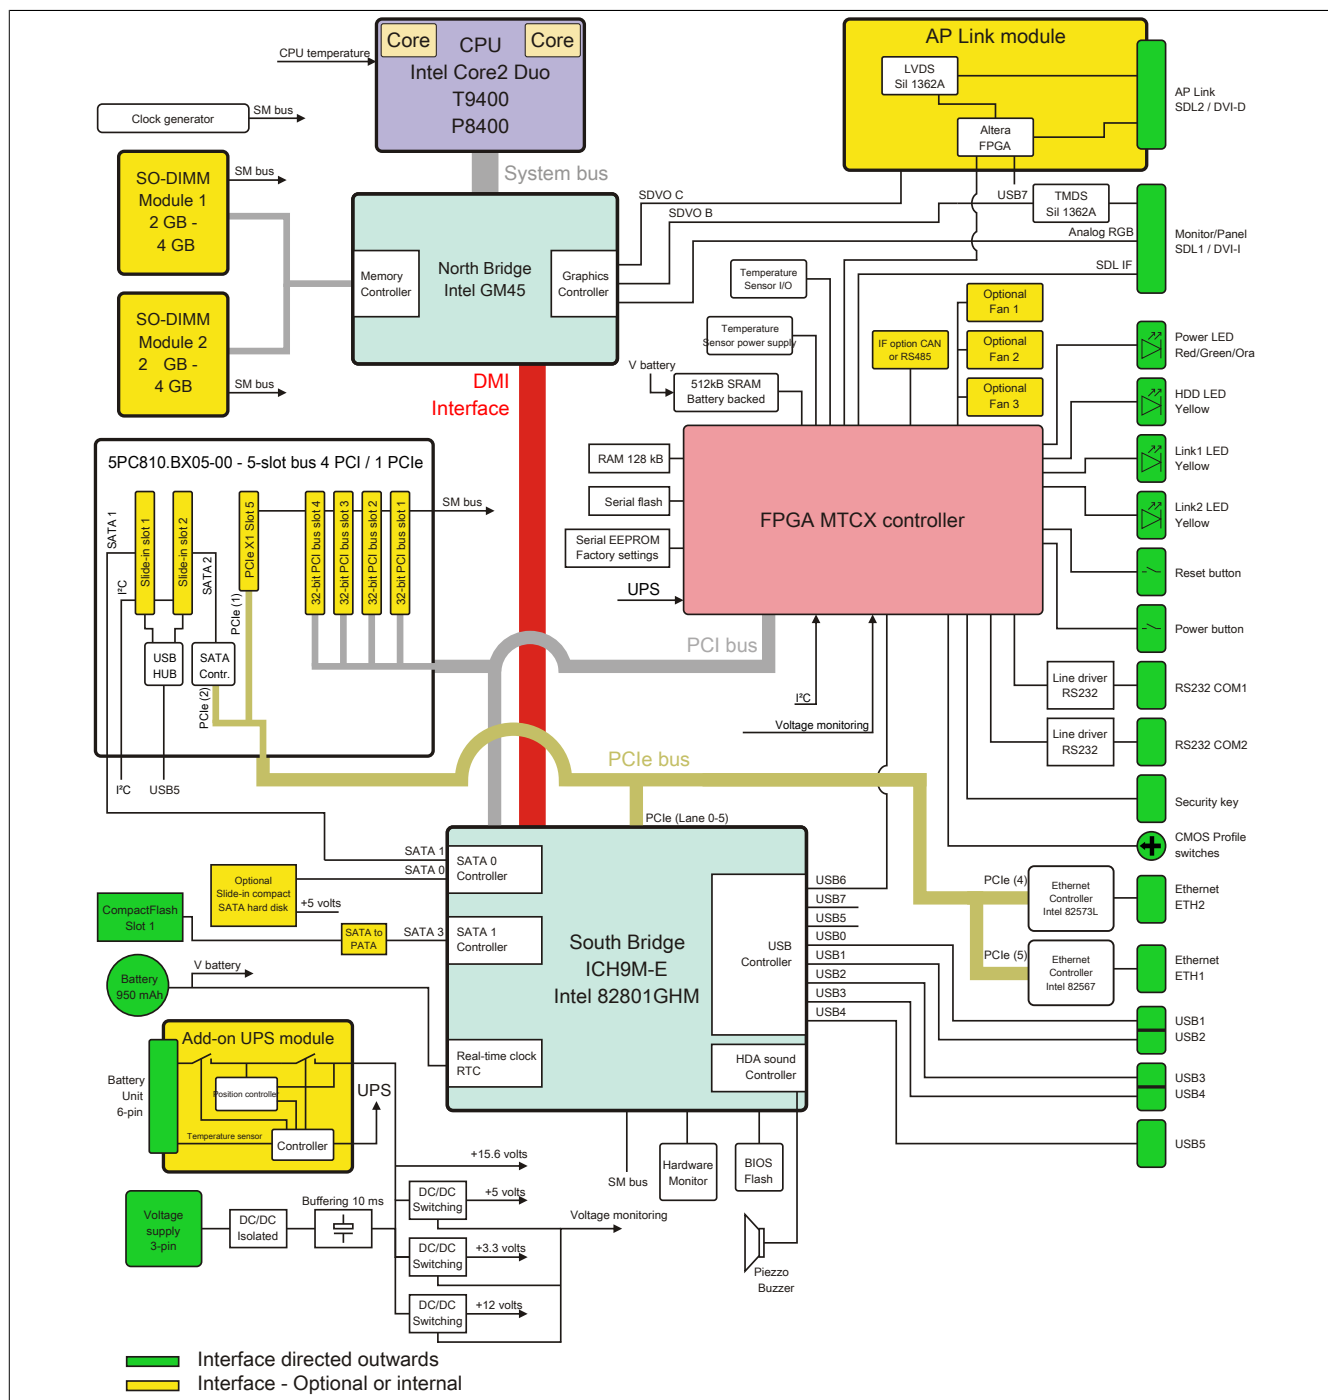 Core
Core
CPU
Intel Core2 Duo
T9400
P8400
CPU temperature
Clock generator
SM bus
SO-DIMM
Module 1
2 GB -
4 GB
SM bus
SO-DIMM
Module 2
2 GB -
4 GB
SM bus
System bus
Memory
Controller
North Bridge
Intel GM45
Graphics
Controller
DMI
Interface
AP Link module
LVDS
Sil 1362A
Altera
FPGA
AP Link
SDL2 / DVI-D
SDVO C
SDVO B
USB7
TMDS
Sil 1362A
Analog RGB
SDL IF
Monitor/Panel
SDL1 / DVI-I
Temperature
Sensor I/O
Temperature
Sensor power supply
V battery
512kB SRAM
Battery backed
IF option CAN
or RS485
Optional
Fan 1
Optional
Fan 2
Optional
Fan 3
Power LED
Red/Green/Ora
HDD LED
Yellow
Link1 LED
Yellow
Link2 LED
Yellow
Reset button
Power button
RAM 128 kB
Serial flash
Serial EEPROM
Factory settings
UPS
FPGA MTCX controller
5PC810.BX05-00 - 5-slot bus 4 PCI / 1 PCIe
SATA 1
Slide-in slot 1
Slide-in slot 2
SATA 2
PCIe X1 Slot 5
32-bit PCI bus slot 4
32-bit PCI bus slot 3
32-bit PCI bus slot 2
32-bit PCI bus slot 1
SM bus
I²C
PCIe (1)
USB
HUB
SATA
Contr.
PCIe (2)
I²C
USB5
PCI bus
I²C
Voltage monitoring
Line driver
RS232
RS232 COM1
Line driver
RS232
RS232 COM2
Security key
CMOS Profile
switches
PCIe bus
PCIe (Lane 0-5)
PCIe (4)
Ethernet
Controller
Intel 82573L
Ethernet
ETH2
PCIe (5)
Ethernet
Controller
Intel 82567
Ethernet
ETH1
SATA 1
SATA 0
SATA 0
Controller
Optional
Slide-in compact
SATA hard disk
+5 volts
CompactFlash
Slot 1
SATA to
PATA
SATA 3
SATA 1
Controller
South Bridge
ICH9M-E
Intel 82801GHM
USB
Controller
USB6
USB7
USB5
USB0
USB1
USB2
USB3
USB4
USB1
USB2
USB3
USB4
USB5
Battery
950 mAh
V battery
Real-time clock
RTC
HDA sound
Controller
Add-on UPS module
Battery
Unit
6-pin
Position controller
Temperature sensor
Controller
UPS
SM bus
Hardware
Monitor
BIOS
Flash
Piezzo
Buzzer
+15.6 volts
DC/DC
Switching
+5 volts
Voltage monitoring
DC/DC
Switching
+3.3 volts
DC/DC
Switching
+12 volts
Voltage
supply
3-pin
DC/DC
Isolated
Buffering 10 ms
Interface directed outwards
Interface - Optional or internal